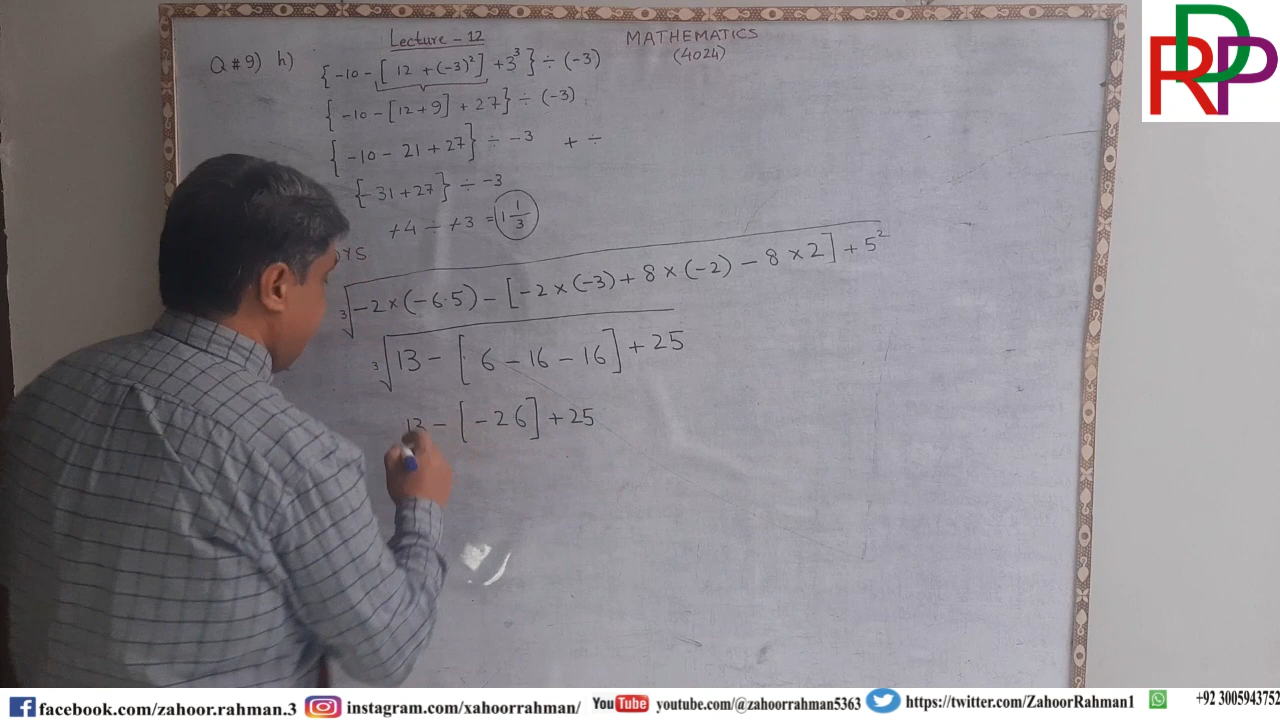 Lecture - 12
MATHEMATICS
(4024)
Q #9) h) {-10 - [12 + (-3)²] + 3³} ÷ (-3)
{-10 - [12 + 9] + 27} ÷ (-3)
{-10 - 21 + 27} ÷ -3 + ÷
{-31 + 27} ÷ -3
+4 ÷ +3 = 1 1/3
YS
∛-2 × (-6.5) - [-2 × (-3) + 8 × (-2) - 8 × 2] + 5²
∛13 - [6 - 16 - 16] + 25
13 - [-26] + 25
RDP
facebook.com/zahoor.rahman.3
instagram.com/xahoorrahman/
YouTube youtube.com/@zahoorrahman5363
https://twitter.com/ZahoorRahman1
+92 3005943752